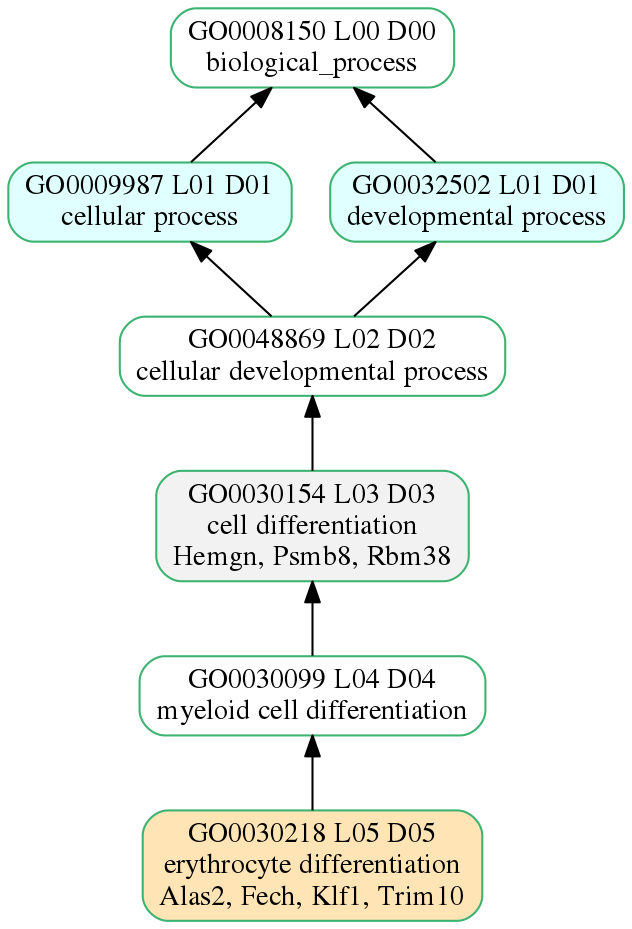 GO0008150 L00 D00
biological_process
GO0009987 L01 D01
cellular process
GO0032502 L01 D01
developmental process
GO0048869 L02 D02
cellular developmental process
GO0030154 L03 D03
cell differentiation
Hemgn, Psmb8, Rbm38
GO0030099 L04 D04
myeloid cell differentiation
GO0030218 L05 D05
erythrocyte differentiation
Alas2, Fech, Klf1, Trim10